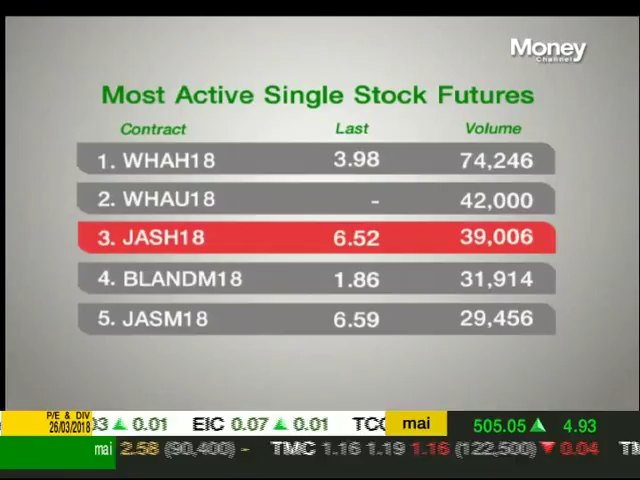 Money
Channel
Most Active Single Stock Futures
Contract Last Volume
1. WHAH18 3.98 74,246
2. WHAU18 - 42,000
3. JASH18 6.52 39,006
4. BLANDM18 1.86 31,914
5. JASM18 6.59 29,456
P/E & DIV
26/03/2018
03 ▲ 0.01 EIC 0.07 ▲ 0.01 TCC mai 505.05 ▲ 4.93
mai 2.58 (90,400) - TMC 1.16 1.19 1.16 (122,500) ▼ 0.04